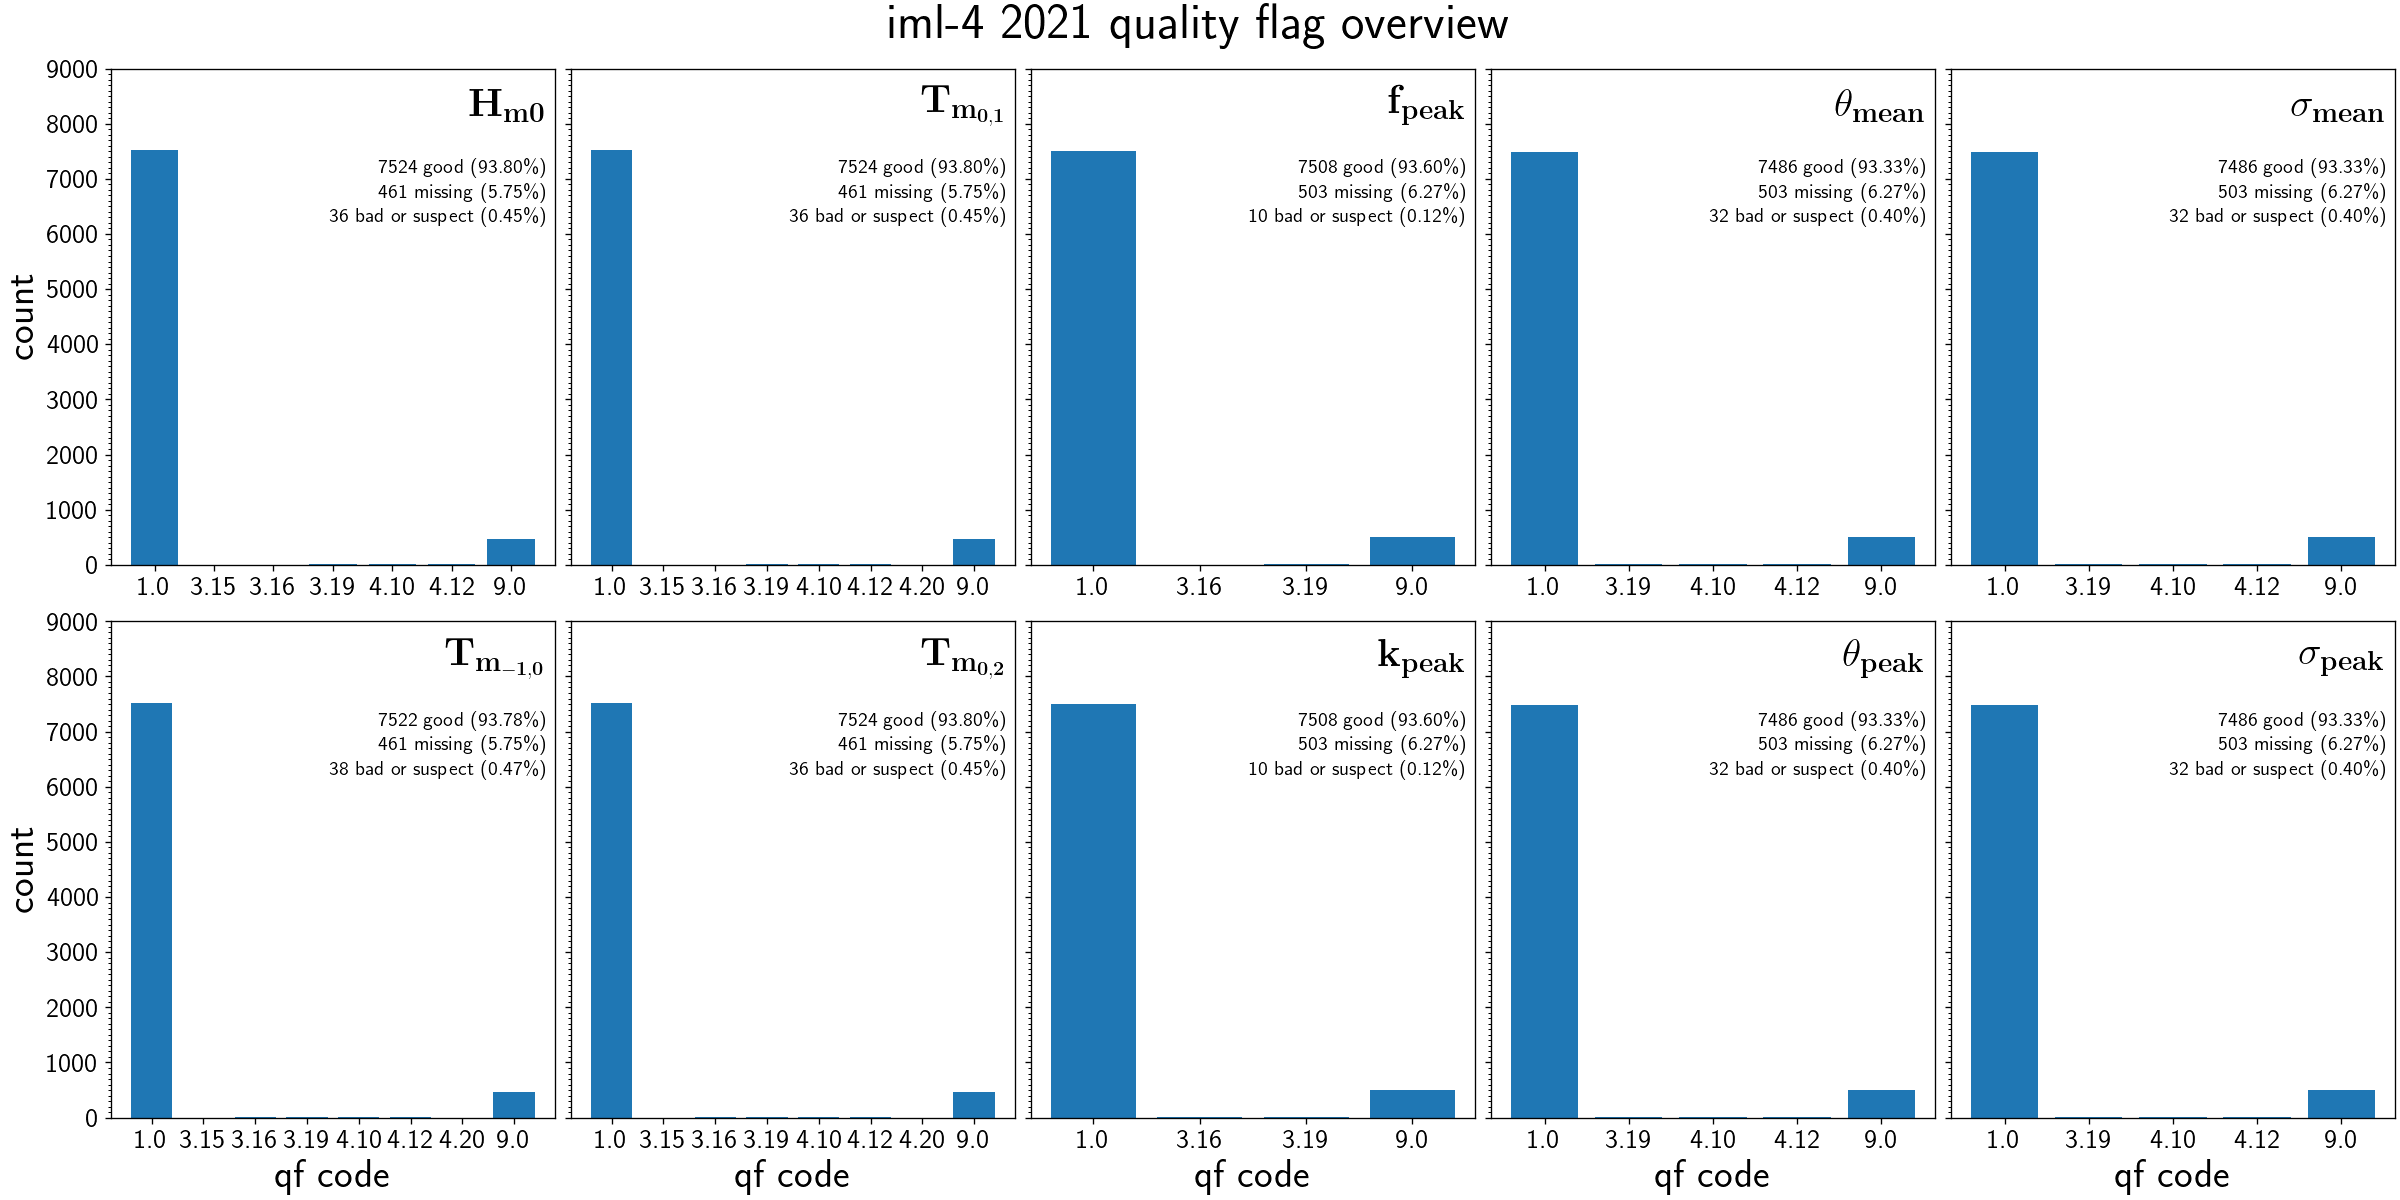 iml-4 2021 quality flag overview
count
9000
8000
7000
6000
5000
4000
3000
2000
1000
0
H_m0
7524 good (93.80%)
461 missing (5.75%)
36 bad or suspect (0.45%)
1.0 3.15 3.16 3.19 4.10 4.12 9.0
T_m_0,1
7524 good (93.80%)
461 missing (5.75%)
36 bad or suspect (0.45%)
1.0 3.15 3.16 3.19 4.10 4.12 4.20 9.0
f_peak
7508 good (93.60%)
503 missing (6.27%)
10 bad or suspect (0.12%)
1.0 3.16 3.19 9.0
θ_mean
7486 good (93.33%)
503 missing (6.27%)
32 bad or suspect (0.40%)
1.0 3.19 4.10 4.12 9.0
σ_mean
7486 good (93.33%)
503 missing (6.27%)
32 bad or suspect (0.40%)
1.0 3.19 4.10 4.12 9.0
count
9000
8000
7000
6000
5000
4000
3000
2000
1000
0
T_m_−1,0
7522 good (93.78%)
461 missing (5.75%)
38 bad or suspect (0.47%)
1.0 3.15 3.16 3.19 4.10 4.12 4.20 9.0
qf code
T_m_0,2
7524 good (93.80%)
461 missing (5.75%)
36 bad or suspect (0.45%)
1.0 3.15 3.16 3.19 4.10 4.12 4.20 9.0
qf code
k_peak
7508 good (93.60%)
503 missing (6.27%)
10 bad or suspect (0.12%)
1.0 3.16 3.19 9.0
qf code
θ_peak
7486 good (93.33%)
503 missing (6.27%)
32 bad or suspect (0.40%)
1.0 3.19 4.10 4.12 9.0
qf code
σ_peak
7486 good (93.33%)
503 missing (6.27%)
32 bad or suspect (0.40%)
1.0 3.19 4.10 4.12 9.0
qf code